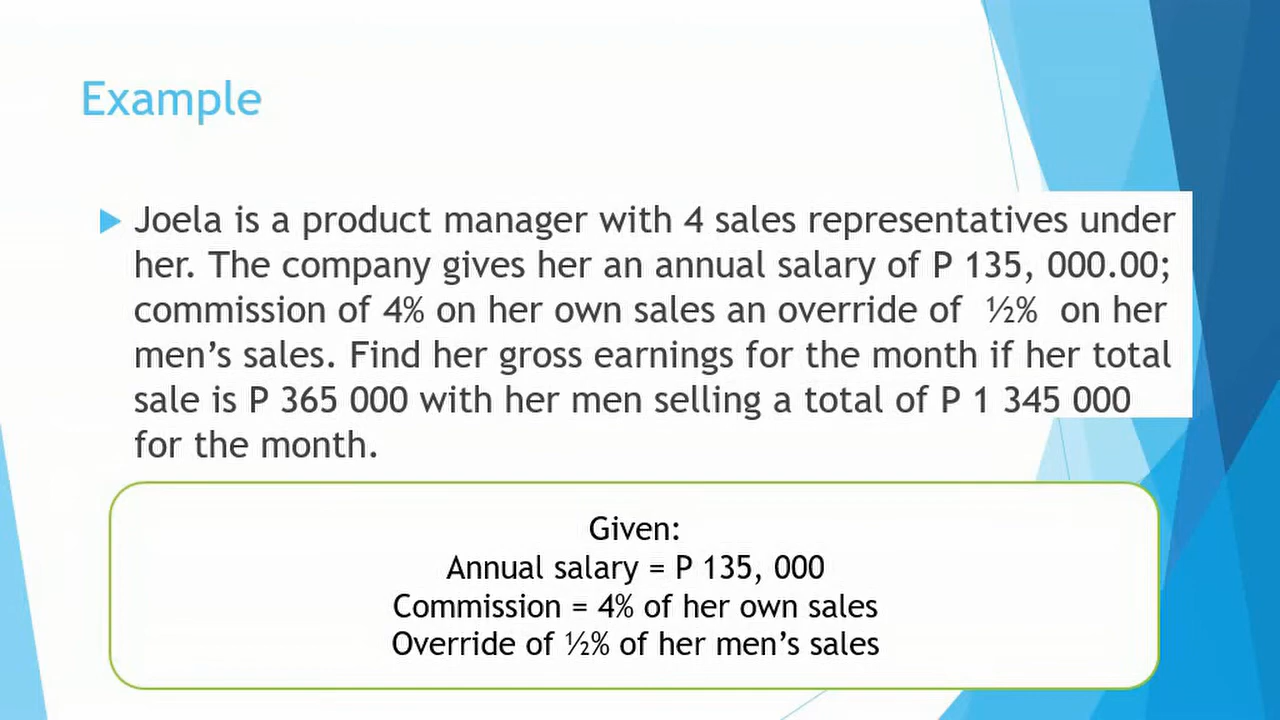 Example
Joela is a product manager with 4 sales representatives under
her. The company gives her an annual salary of P 135, 000.00;
commission of 4% on her own sales an override of ½% on her
men’s sales. Find her gross earnings for the month if her total
sale is P 365 000 with her men selling a total of P 1 345 000
for the month.
Given:
Annual salary = P 135, 000
Commission = 4% of her own sales
Override of ½% of her men’s sales